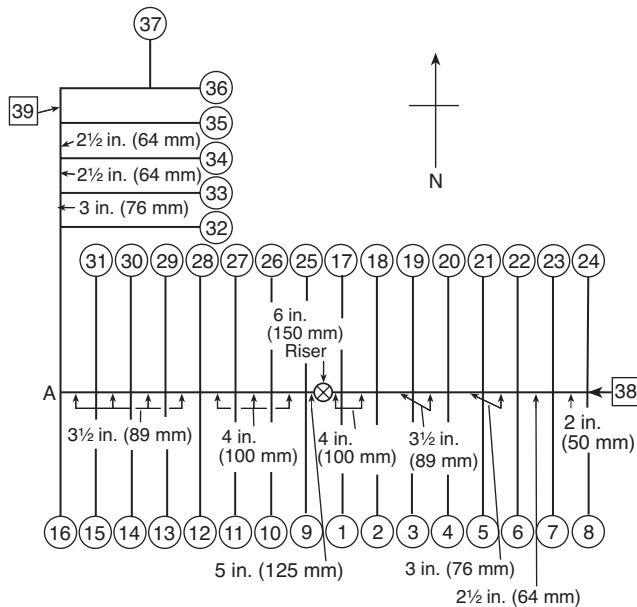 37
36
39
35
2½ in. (64 mm)
34
2½ in. (64 mm)
33
3 in. (76 mm)
32
N
31 30 29 28 27 26 25 17 18 19 20 21 22 23 24
6 in.
(150 mm)
Riser
A
38
3½ in. (89 mm)
4 in.
(100 mm)
4 in.
(100 mm)
3½ in.
(89 mm)
2 in.
(50 mm)
16 15 14 13 12 11 10 9 1 2 3 4 5 6 7 8
5 in. (125 mm)
3 in. (76 mm)
2½ in. (64 mm)